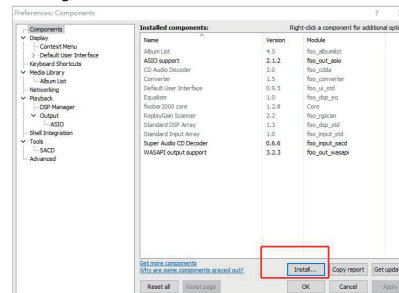 Preferences: Components
Components
Display
Context Menu
Default User Interface
Keyboard Shortcuts
Media Library
Album List
Networking
Playback
DSP Manager
Output
ASIO
Shell Integration
Tools
SACD
Advanced
Installed components:
Right-click a component for additional opti
Name Version Module
Album List 4.5 foo_albumlist
ASIO support 2.1.2 foo_out_asio
CD Audio Decoder 3.0 foo_cdda
Converter 1.5 foo_converter
Default User Interface 0.9.5 foo_ui_std
Equalizer 1.0 foo_dsp_eq
foobar2000 core 1.2.8 Core
ReplayGain Scanner 2.2 foo_rgscan
Standard DSP Array 1.3 foo_dsp_std
Standard Input Array 1.0 foo_input_std
Super Audio CD Decoder 0.6.6 foo_input_sacd
WASAPI output support 3.2.3 foo_out_wasapi
Get more components
Why are some components grayed out?
Install... Copy report Get updat
Reset all Reset page OK Cancel Apply